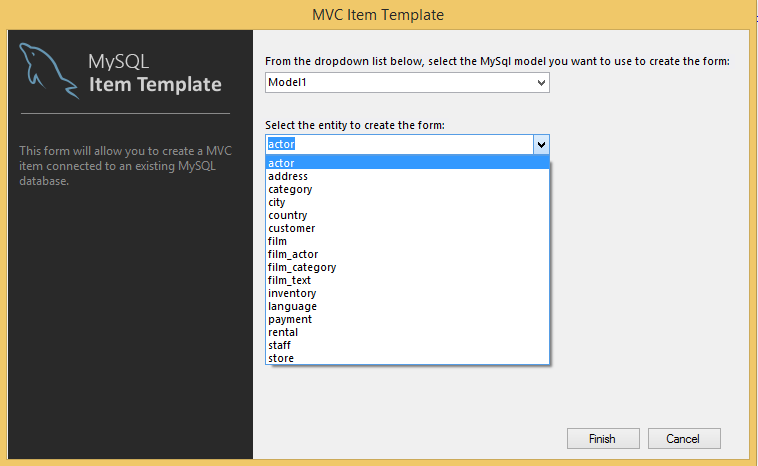 MVC Item Template
MySQL
Item Template
This form will allow you to create a MVC
item connected to an existing MySQL
database.
From the dropdown list below, select the MySql model you want to use to create the form:
Model1
Select the entity to create the form:
actor
actor
address
category
city
country
customer
film
film_actor
film_category
film_text
inventory
language
payment
rental
staff
store
Finish
Cancel